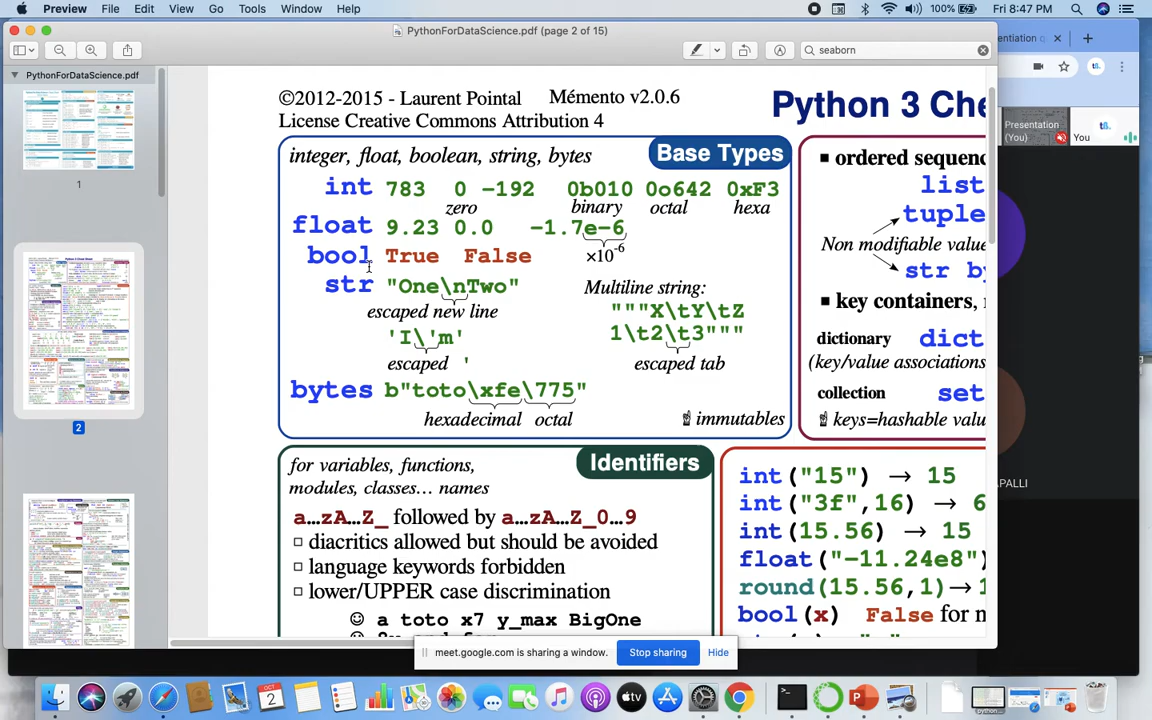 Preview File Edit View Go Tools Window Help
100% Fri 8:47 PM
PythonForDataScience.pdf (page 2 of 15)
seaborn
PythonForDataScience.pdf
1
2
©2012-2015 - Laurent Pointal Mémento v2.0.6
License Creative Commons Attribution 4
Python 3 Che
integer, float, boolean, string, bytes
Base Types
int 783 0 -192 0b010 0o642 0xF3
zero binary octal hexa
float 9.23 0.0 -1.7e-6
×10-6
bool True False
str "One\nTwo"
escaped new line
'I\'m'
escaped '
Multiline string:
"""X\tY\tZ
1\t2\t3"""
escaped tab
bytes b"toto\xfe\775"
hexadecimal octal
☝ immutables
■ ordered sequenc
list
tuple
Non modifiable value
str by
■ key containers,
dictionary dict
(key/value associations
collection set
☝ keys=hashable valu
for variables, functions,
modules, classes… names
Identifiers
a…zA…Z_ followed by a…zA…Z_0…9
□ diacritics allowed but should be avoided
□ language keywords forbidden
□ lower/UPPER case discrimination
☺ a toto x7 y_max BigOne
int("15") → 15
int("3f",16) → 6
int(15.56) → 15
float("-11.24e8")
round(15.56,1)→ 1
bool(x) False for n
entation
Presentation
(You)
You
tlś.
APALLI
meet.google.com is sharing a window.
Stop sharing
Hide
OCT
2
tv